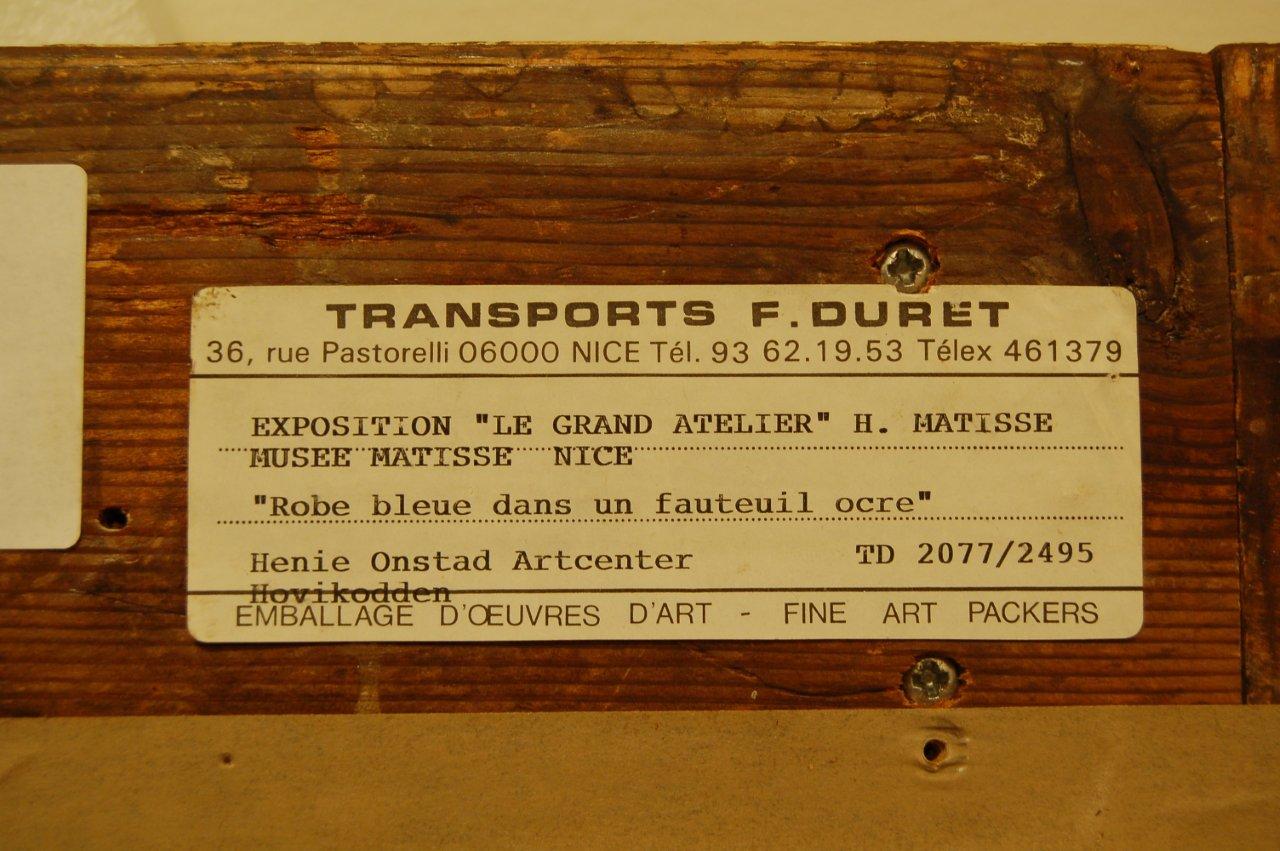 TRANSPORTS F.DURET
36, rue Pastorelli 06000 NICE Tél. 93 62.19.53 Télex 461379
EXPOSITION "LE GRAND ATELIER" H. MATISSE
MUSEE MATISSE NICE
"Robe bleue dans un fauteuil ocre"
Henie Onstad Artcenter TD 2077/2495
Hovikodden
EMBALLAGE D'ŒUVRES D'ART - FINE ART PACKERS